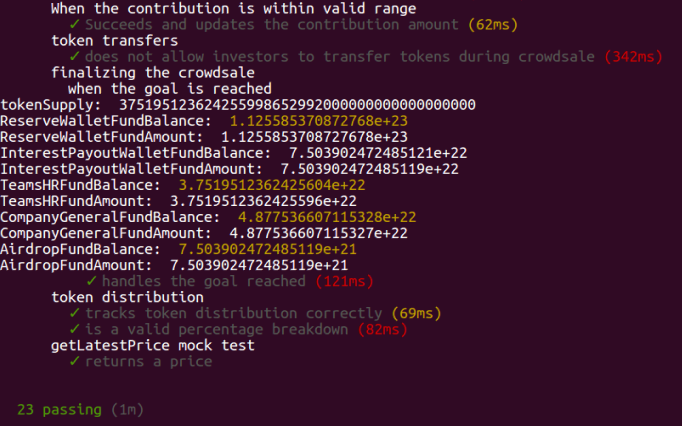 When the contribution is within valid range
✓ Succeeds and updates the contribution amount (62ms)
token transfers
✓ does not allow investors to transfer tokens during crowdsale (342ms)
finalizing the crowdsale
when the goal is reached
tokenSupply: 375195123624255998652992000000000000000000
ReserveWalletFundBalance: 1.1255853708727​68e+23
ReserveWalletFundAmount: 1.1255853708727678e+23
InterestPayoutWalletFundBalance: 7.503902472485121e+22
InterestPayoutWalletFundAmount: 7.503902472485119e+22
TeamsHRFundBalance: 3.7519512362425604e+22
TeamsHRFundAmount: 3.7519512362425596e+22
CompanyGeneralFundBalance: 4.877536607115328e+22
CompanyGeneralFundAmount: 4.877536607115327e+22
AirdropFundBalance: 7.503902472485119e+21
AirdropFundAmount: 7.503902472485119e+21
✓ handles the goal reached (121ms)
token distribution
✓ tracks token distribution correctly (69ms)
✓ is a valid percentage breakdown (82ms)
getLatestPrice mock test
✓ returns a price
23 passing (1m)